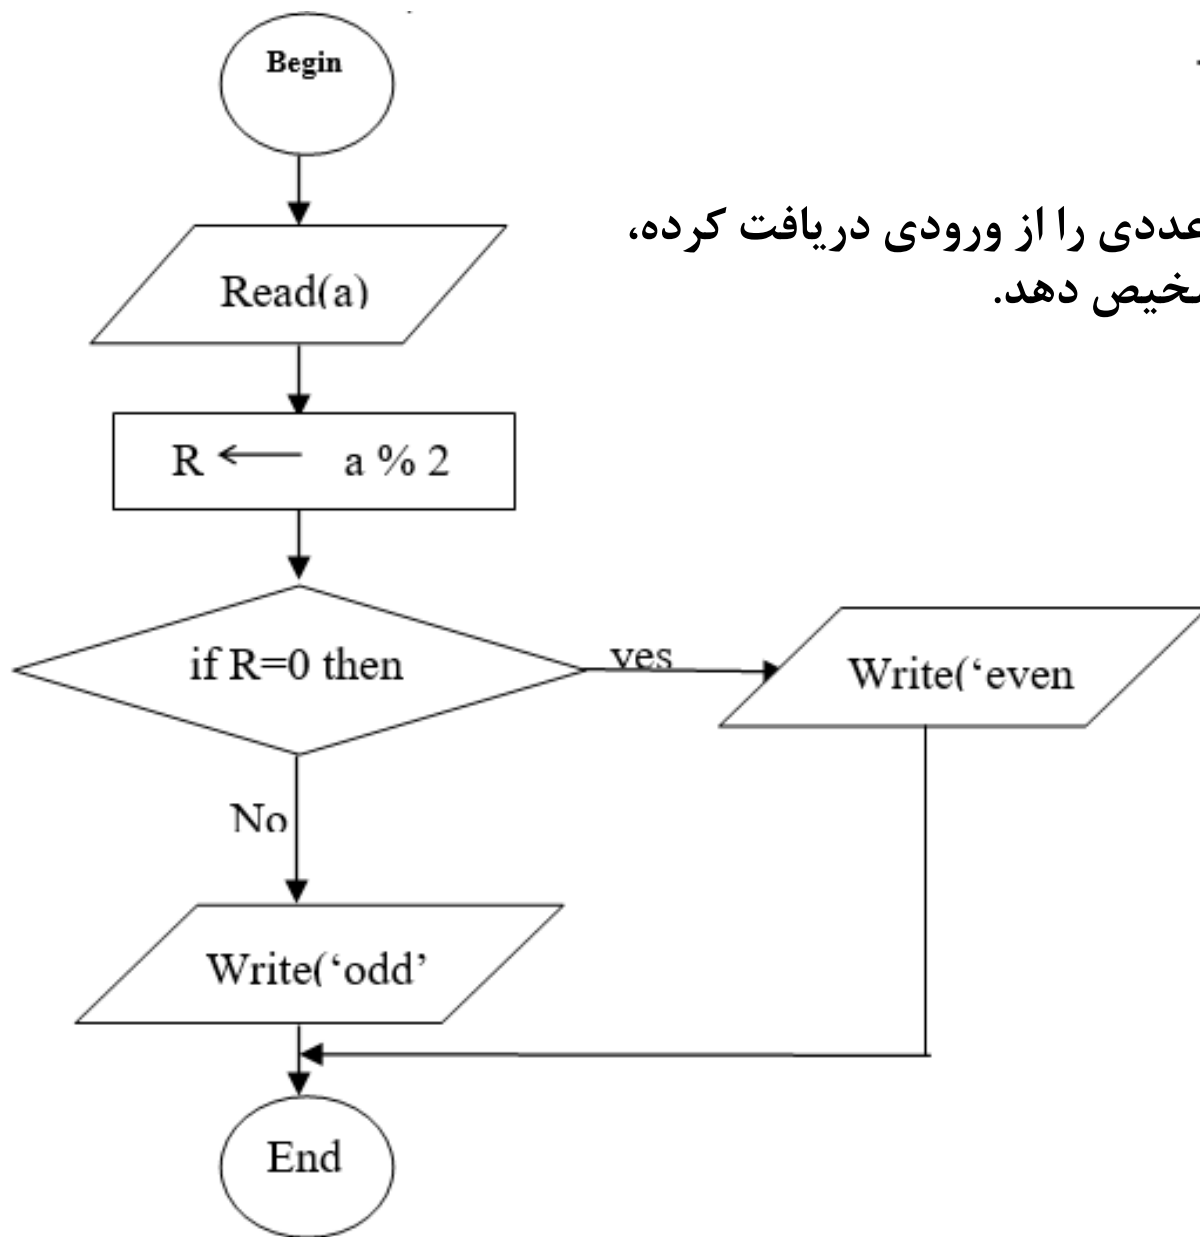 Begin
عددی را از ورودی دریافت کرده،
دهد.
Read(a)
R ← a % 2
if R=0 then
yes
Write(‘even
No
Write(‘odd’
End